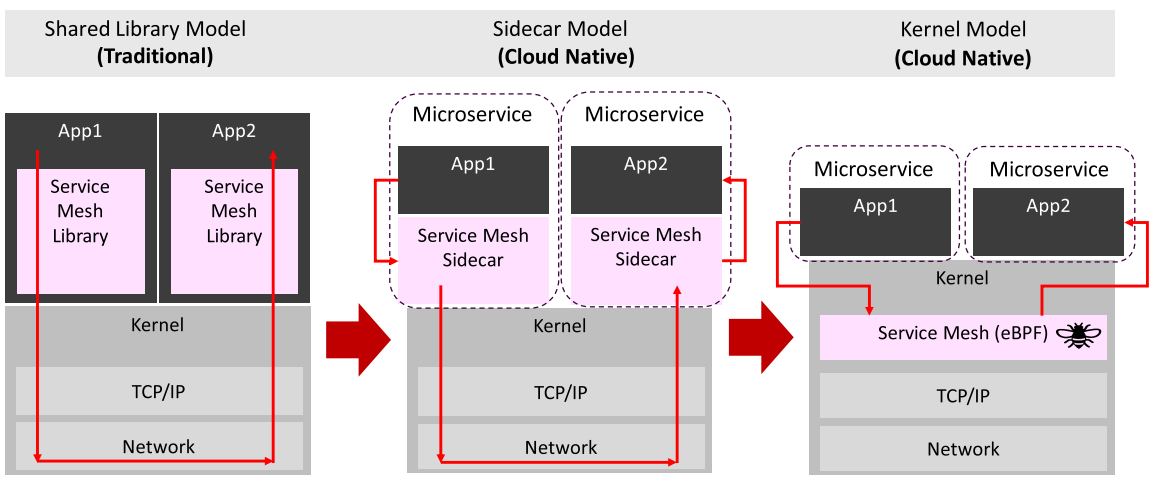 Shared Library Model
(Traditional)
Sidecar Model
(Cloud Native)
Kernel Model
(Cloud Native)
App1
Service
Mesh
Library
App2
Service
Mesh
Library
Kernel
TCP/IP
Network
Microservice
App1
Service Mesh
Sidecar
Microservice
App2
Service Mesh
Sidecar
Kernel
TCP/IP
Network
Microservice
App1
Microservice
App2
Kernel
Service Mesh (eBPF)
TCP/IP
Network